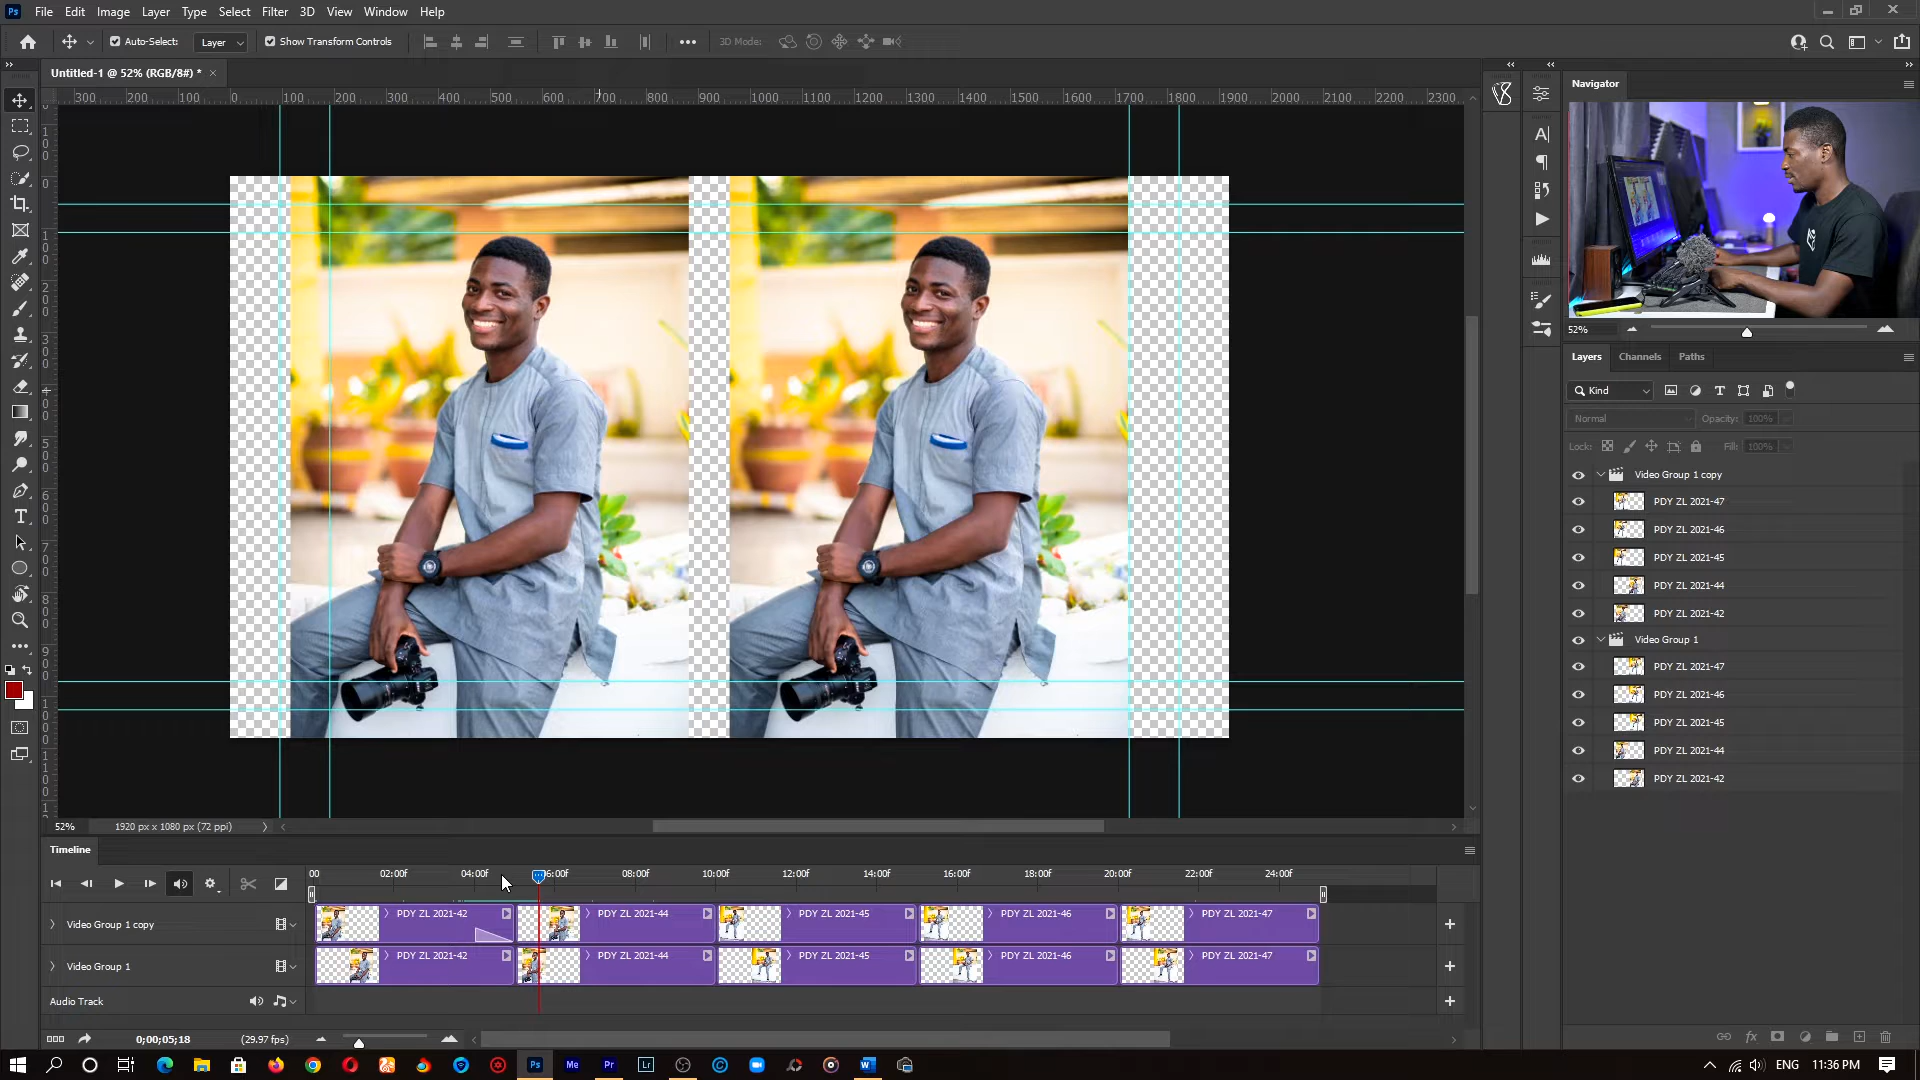 Ps File Edit Image Layer Type Select Filter 3D View Window Help
Auto-Select: Layer Show Transform Controls 3D Mode:
Untitled-1 @ 52% (RGB/8#) *
300 200 100 0 100 200 300 400 500 600 700 800 900 1000 1100 1200 1300 1400 1500 1600 1700 1800 1900 2000 2100 2200 2300
Navigator
52%
Layers Channels Paths
Kind
Normal Opacity: 100%
Lock: Fill: 100%
Video Group 1 copy
PDY ZL 2021-47
PDY ZL 2021-46
PDY ZL 2021-45
PDY ZL 2021-44
PDY ZL 2021-42
Video Group 1
PDY ZL 2021-47
PDY ZL 2021-46
PDY ZL 2021-45
PDY ZL 2021-44
PDY ZL 2021-42
52% 1920 px x 1080 px (72 ppi)
Timeline
00 02:00f 04:00f 06:00f 08:00f 10:00f 12:00f 14:00f 16:00f 18:00f 20:00f 22:00f 24:00f
Video Group 1 copy PDY ZL 2021-42 PDY ZL 2021-44 PDY ZL 2021-45 PDY ZL 2021-46 PDY ZL 2021-47
Video Group 1 PDY ZL 2021-42 PDY ZL 2021-44 PDY ZL 2021-45 PDY ZL 2021-46 PDY ZL 2021-47
Audio Track
0;00;05;18 (29.97 fps)
Ps Me Pr Lr ENG 11:36 PM